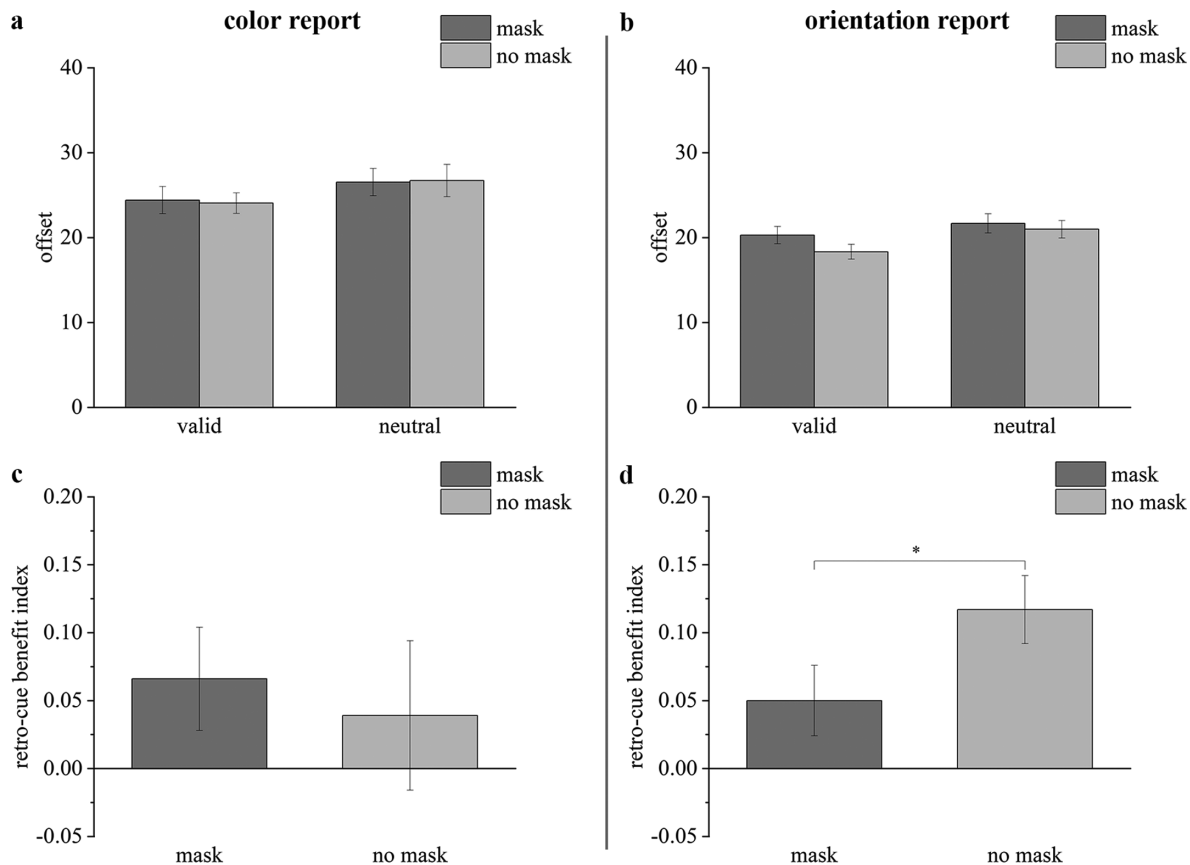 a
color report
mask
no mask
40
30
20
10
0
offset
valid
neutral
b
orientation report
mask
no mask
40
30
20
10
0
offset
valid
neutral
c
mask
no mask
0.20
0.15
0.10
0.05
0.00
-0.05
retro-cue benefit index
mask
no mask
d
mask
no mask
0.20
0.15
0.10
0.05
0.00
-0.05
retro-cue benefit index
*
mask
no mask